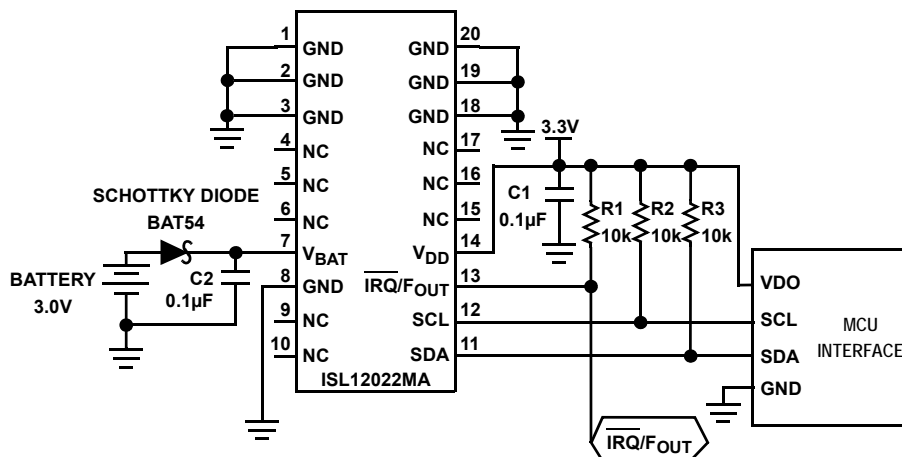 1 GND
2 GND
3 GND
4 NC
5 NC
6 NC
7 VBAT
8 GND
9 NC
10 NC
GND 20
GND 19
GND 18
NC 17
NC 16
NC 15
VDD 14
IRQ/FOUT 13
SCL 12
SDA 11
ISL12022MA
SCHOTTKY DIODE
BAT54
BATTERY
3.0V
C2
0.1µF
3.3V
C1
0.1µF
R1
10k
R2
10k
R3
10k
VDO
SCL
SDA
GND
MCU
INTERFACE
IRQ/FOUT